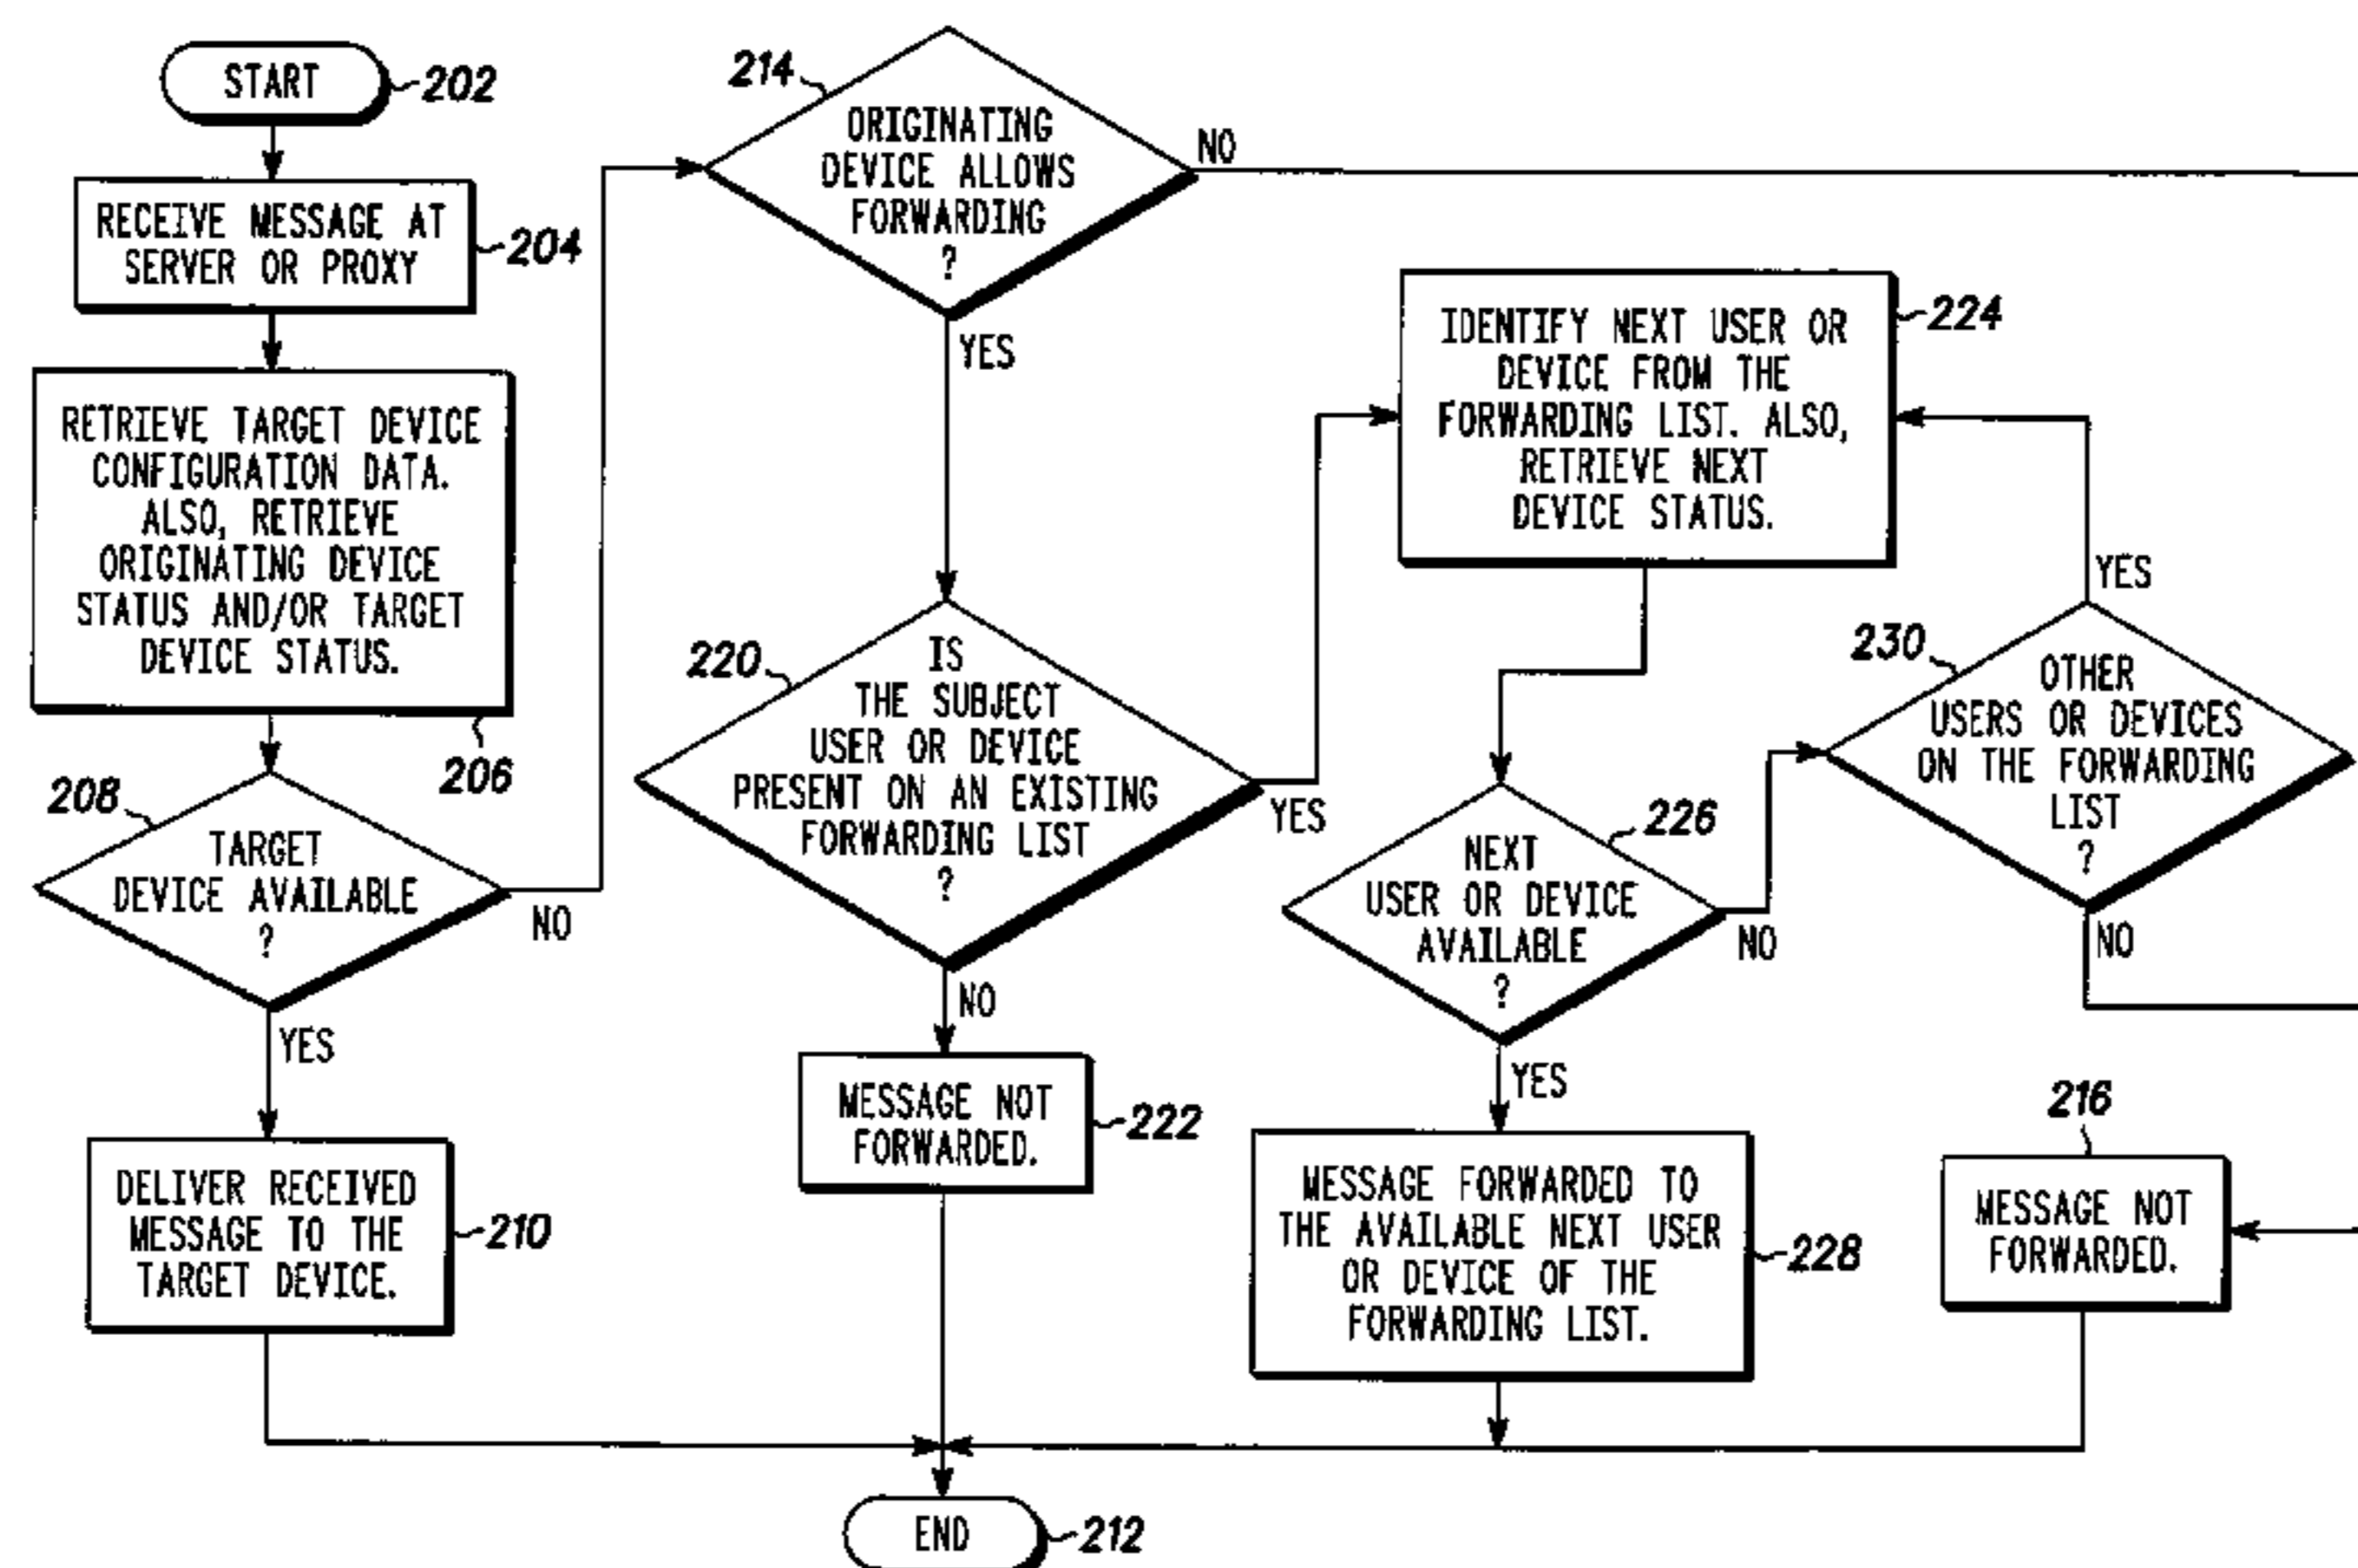 START
202
RECEIVE MESSAGE AT
SERVER OR PROXY
204
RETRIEVE TARGET DEVICE
CONFIGURATION DATA.
ALSO, RETRIEVE
ORIGINATING DEVICE
STATUS AND/OR TARGET
DEVICE STATUS.
206
208
TARGET
DEVICE AVAILABLE
?
NO
YES
DELIVER RECEIVED
MESSAGE TO THE
TARGET DEVICE.
210
214
ORIGINATING
DEVICE ALLOWS
FORWARDING
?
NO
YES
220
IS
THE SUBJECT
USER OR DEVICE
PRESENT ON AN EXISTING
FORWARDING LIST
?
YES
NO
MESSAGE NOT
FORWARDED.
222
IDENTIFY NEXT USER OR
DEVICE FROM THE
FORWARDING LIST. ALSO,
RETRIEVE NEXT
DEVICE STATUS.
224
226
NEXT
USER OR DEVICE
AVAILABLE
?
NO
YES
MESSAGE FORWARDED TO
THE AVAILABLE NEXT USER
OR DEVICE OF THE
FORWARDING LIST.
228
YES
230
OTHER
USERS OR DEVICES
ON THE FORWARDING
LIST
?
NO
216
MESSAGE NOT
FORWARDED.
END
212